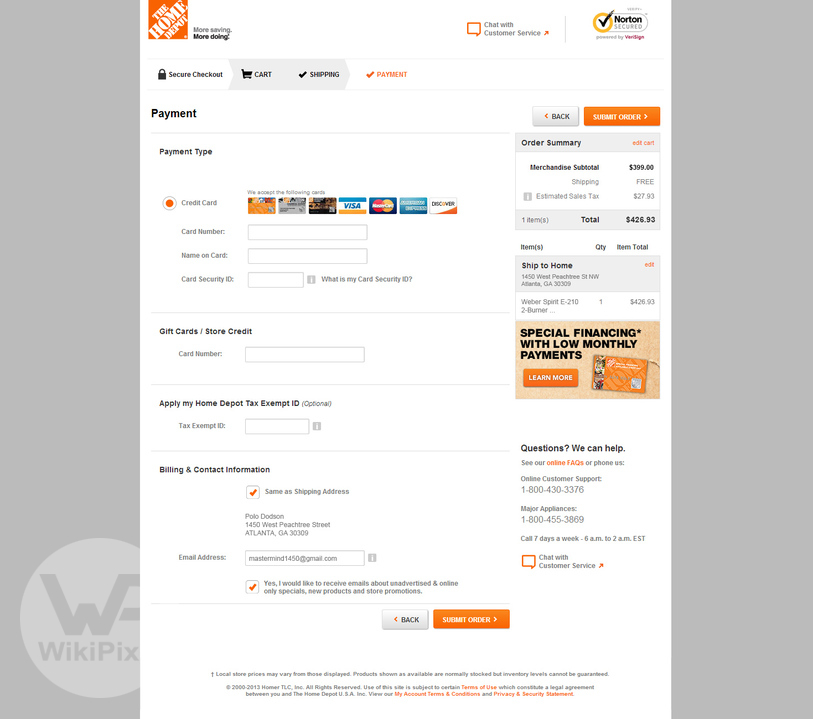 THE HOME DEPOT
More saving.
More doing.
Chat with
Customer Service
Norton
SECURED
powered by VeriSign
Secure Checkout
CART
SHIPPING
PAYMENT
Payment
BACK
SUBMIT ORDER
Payment Type
We accept the following cards
Credit Card
VISA
MasterCard
AMERICAN EXPRESS
DISCOVER
Card Number:
Name on Card:
Card Security ID:
What is my Card Security ID?
Gift Cards / Store Credit
Card Number:
Apply my Home Depot Tax Exempt ID (Optional)
Tax Exempt ID:
Billing & Contact Information
Same as Shipping Address
Polo Dodson
1450 West Peachtree Street
ATLANTA, GA 30309
Email Address:
mastermind1450@gmail.com
Yes, I would like to receive emails about unadvertised & online
only specials, new products and store promotions.
BACK
SUBMIT ORDER
Order Summary
edit cart
Merchandise Subtotal $399.00
Shipping FREE
Estimated Sales Tax $27.93
1 item(s) Total $426.93
Item(s) Qty Item Total
Ship to Home edit
1450 West Peachtree St NW
Atlanta, GA 30309
Weber Spirit E-210 1 $426.93
2-Burner ...
SPECIAL FINANCING*
WITH LOW MONTHLY
PAYMENTS
LEARN MORE
Questions? We can help.
See our online FAQs or phone us:
Online Customer Support:
1-800-430-3376
Major Appliances:
1-800-455-3869
Call 7 days a week - 6 a.m. to 2 a.m. EST
Chat with
Customer Service
† Local store prices may vary from those displayed. Products shown as available are normally stocked but inventory levels cannot be guaranteed.
© 2000-2013 Homer TLC, Inc. All Rights Reserved. Use of this site is subject to certain Terms of Use which constitute a legal agreement
between you and The Home Depot U.S.A. Inc. View our My Account Terms & Conditions and Privacy & Security Statement.
WikiPix